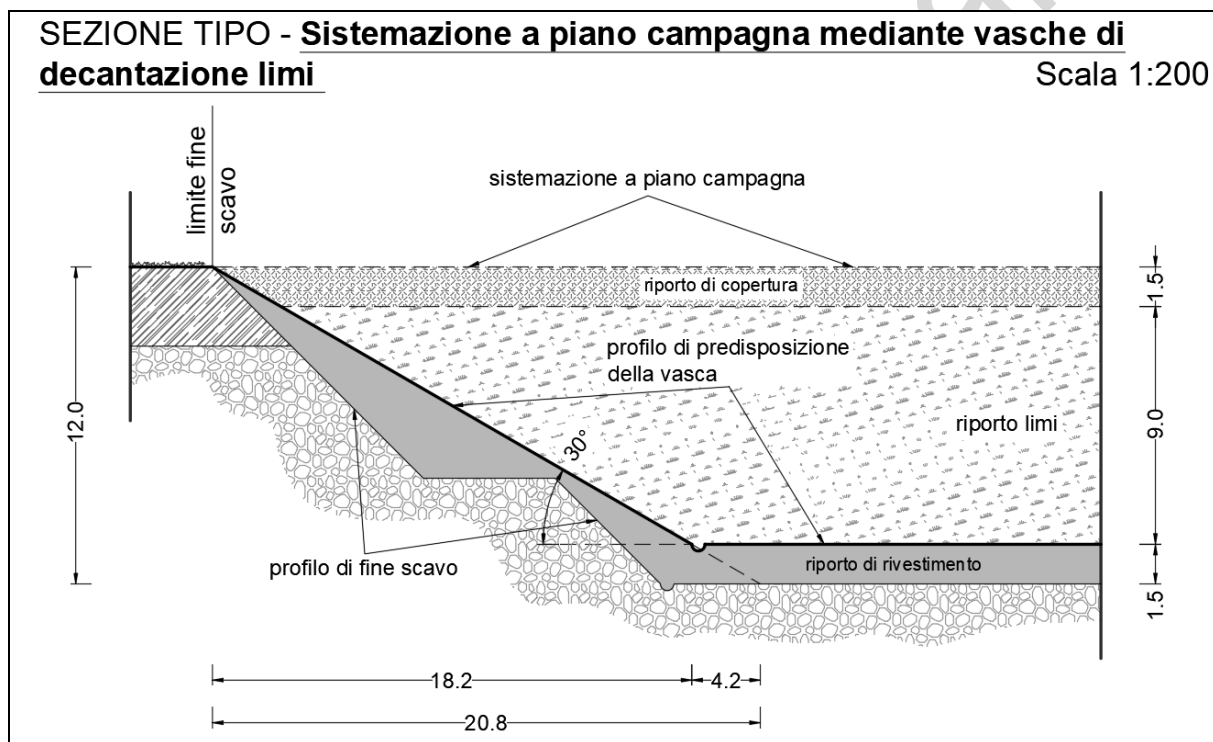 SEZIONE TIPO - Sistemazione a piano campagna mediante vasche di
decantazione limi
Scala 1:200
limite fine
scavo
sistemazione a piano campagna
riporto di copertura
1.5
profilo di predisposizione
della vasca
12.0
riporto limi
9.0
30°
profilo di fine scavo
riporto di rivestimento
1.5
18.2
4.2
20.8